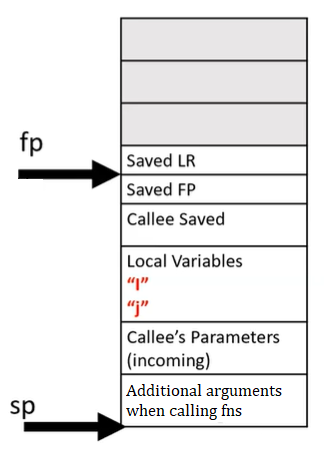 fp
Saved LR
Saved FP
Callee Saved
Local Variables
“I”
“j”
Callee’s Parameters
(incoming)
Additional arguments
when calling fns
sp